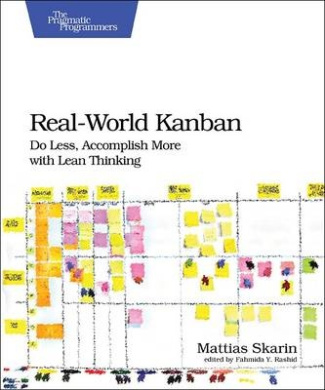 The
Pragmatic
Programmers
Real-World Kanban
Do Less, Accomplish More
with Lean Thinking
Mattias Skarin
edited by Fahmida Y. Rashid